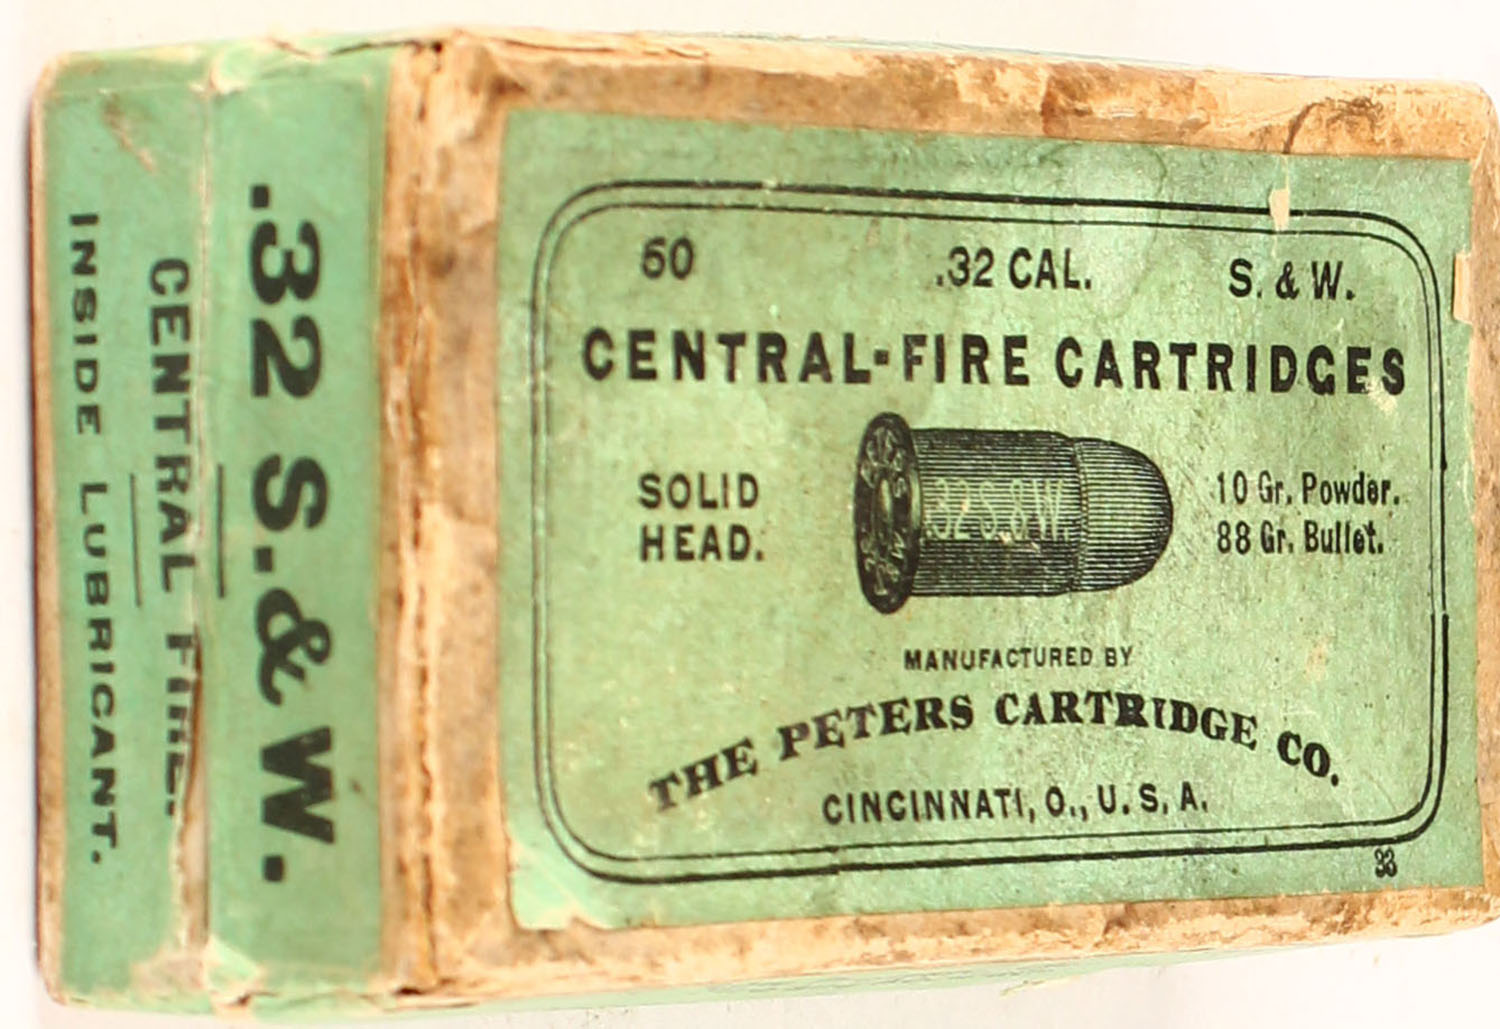 50 .32 CAL. S. & W.
CENTRAL-FIRE CARTRIDGES
SOLID
HEAD.
.32 S.& W.
10 Gr. Powder.
88 Gr. Bullet.
MANUFACTURED BY
THE PETERS CARTRIDGE CO.
CINCINNATI, O., U. S. A.
33
.32 S.&W.
CENTRAL FIRE.
INSIDE LUBRICANT.